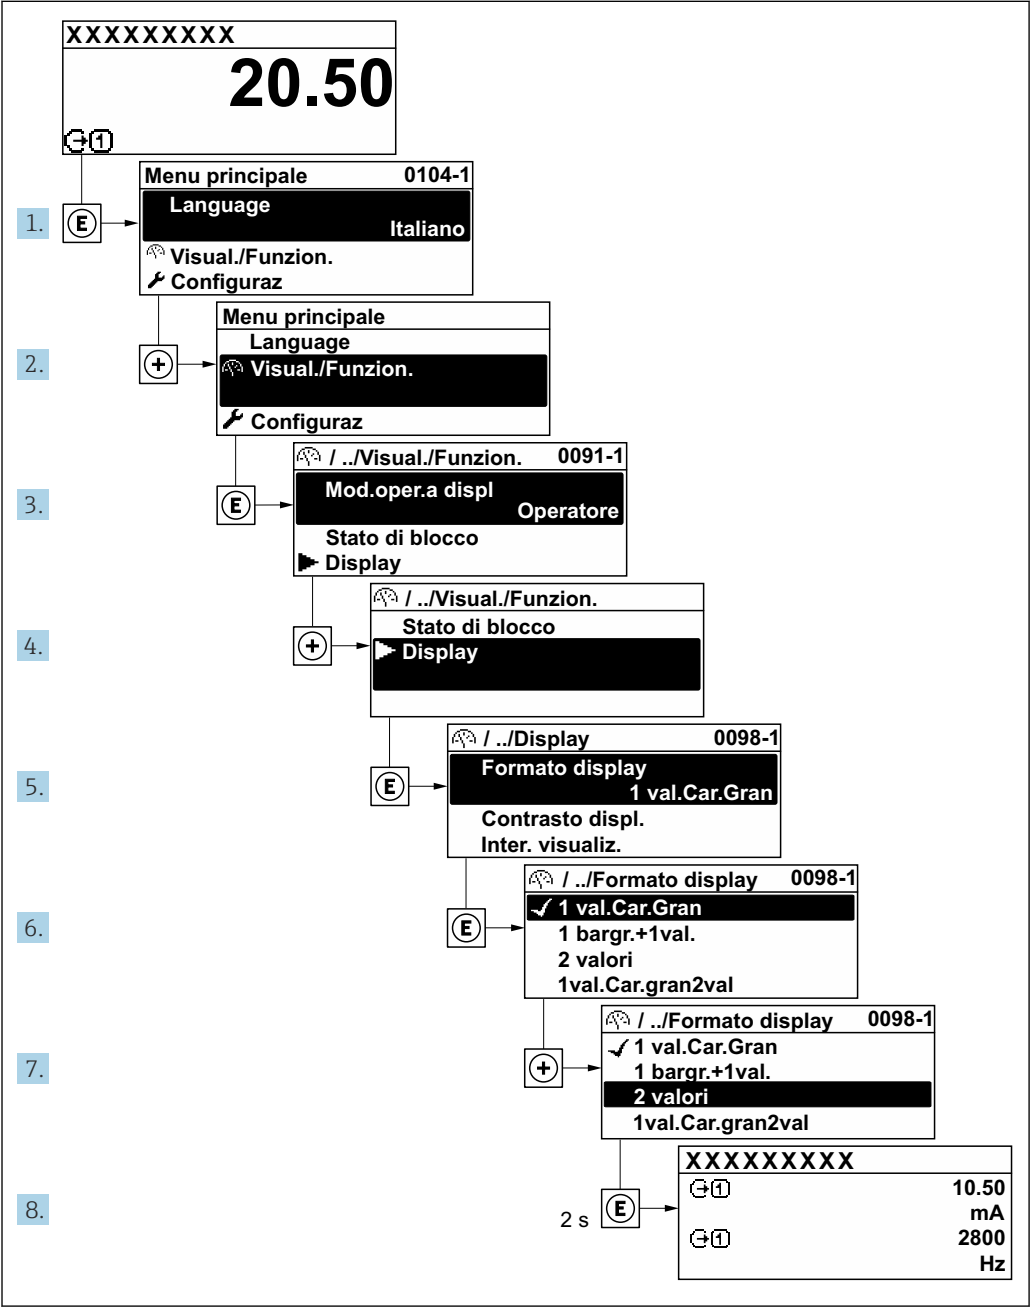 XXXXXXXXX
20.50
1
Menu principale 0104-1
Language
Italiano
Visual./Funzion.
Configuraz
1.
E
Menu principale
Language
Visual./Funzion.
Configuraz
2.
+
/ ../Visual./Funzion. 0091-1
Mod.oper.a displ
Operatore
Stato di blocco
Display
3.
E
/ ../Visual./Funzion.
Stato di blocco
Display
4.
+
/ ../Display 0098-1
Formato display
1 val.Car.Gran
Contrasto displ.
Inter. visualiz.
5.
E
/ ../Formato display 0098-1
1 val.Car.Gran
1 bargr.+1val.
2 valori
1val.Car.gran2val
6.
E
/ ../Formato display 0098-1
1 val.Car.Gran
1 bargr.+1val.
2 valori
1val.Car.gran2val
7.
+
XXXXXXXXX
1 10.50
mA
1 2800
Hz
8.
2 s
E